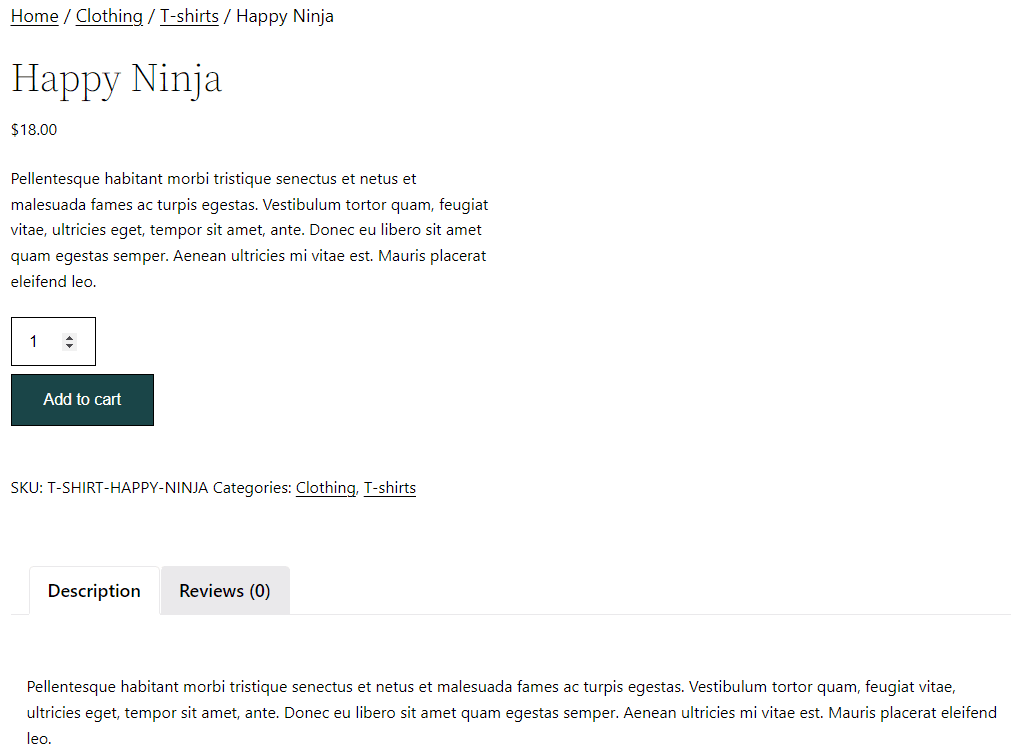 Home / Clothing / T-shirts / Happy Ninja
Happy Ninja
$18.00
Pellentesque habitant morbi tristique senectus et netus et
malesuada fames ac turpis egestas. Vestibulum tortor quam, feugiat
vitae, ultricies eget, tempor sit amet, ante. Donec eu libero sit amet
quam egestas semper. Aenean ultricies mi vitae est. Mauris placerat
eleifend leo.
1
Add to cart
SKU: T-SHIRT-HAPPY-NINJA Categories: Clothing, T-shirts
Description Reviews (0)
Pellentesque habitant morbi tristique senectus et netus et malesuada fames ac turpis egestas. Vestibulum tortor quam, feugiat vitae,
ultricies eget, tempor sit amet, ante. Donec eu libero sit amet quam egestas semper. Aenean ultricies mi vitae est. Mauris placerat eleifend
leo.